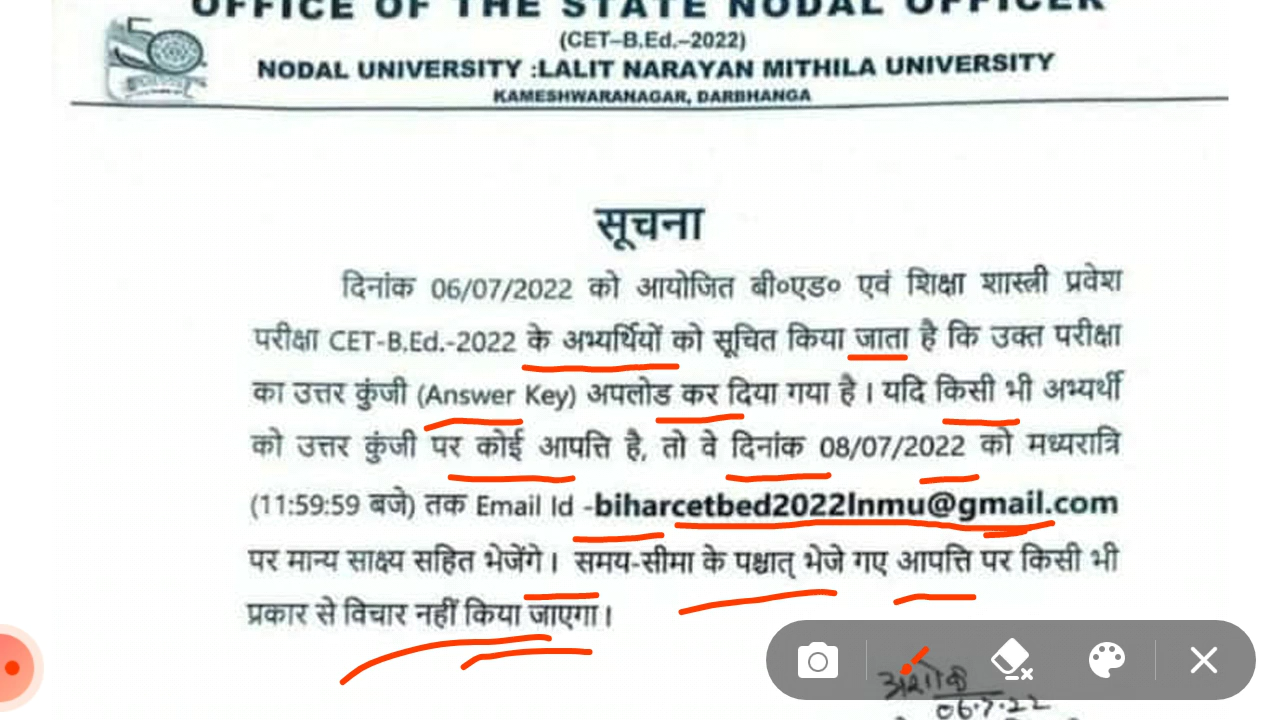 OFFICE OF THE STATE NODAL OFFICER
(CET–B.Ed.–2022)
NODAL UNIVERSITY :LALIT NARAYAN MITHILA UNIVERSITY
KAMESHWARANAGAR, DARBHANGA
50
सूचना
दिनांक 06/07/2022 को आयोजित बी०एड० एवं शिक्षा शास्त्री प्रवेश
परीक्षा CET-B.Ed.-2022 के अभ्यर्थियों को सूचित किया जाता है कि उक्त परीक्षा
का उत्तर कुंजी (Answer Key) अपलोड कर दिया गया है। यदि किसी भी अभ्यर्थी
को उत्तर कुंजी पर कोई आपत्ति है, तो वे दिनांक 08/07/2022 को मध्यरात्रि
(11:59:59 बजे) तक Email Id -biharcetbed2022lnmu@gmail.com
पर मान्य साक्ष्य सहित भेजेंगे। समय-सीमा के पश्चात् भेजे गए आपत्ति पर किसी भी
प्रकार से विचार नहीं किया जाएगा।
06.7.22